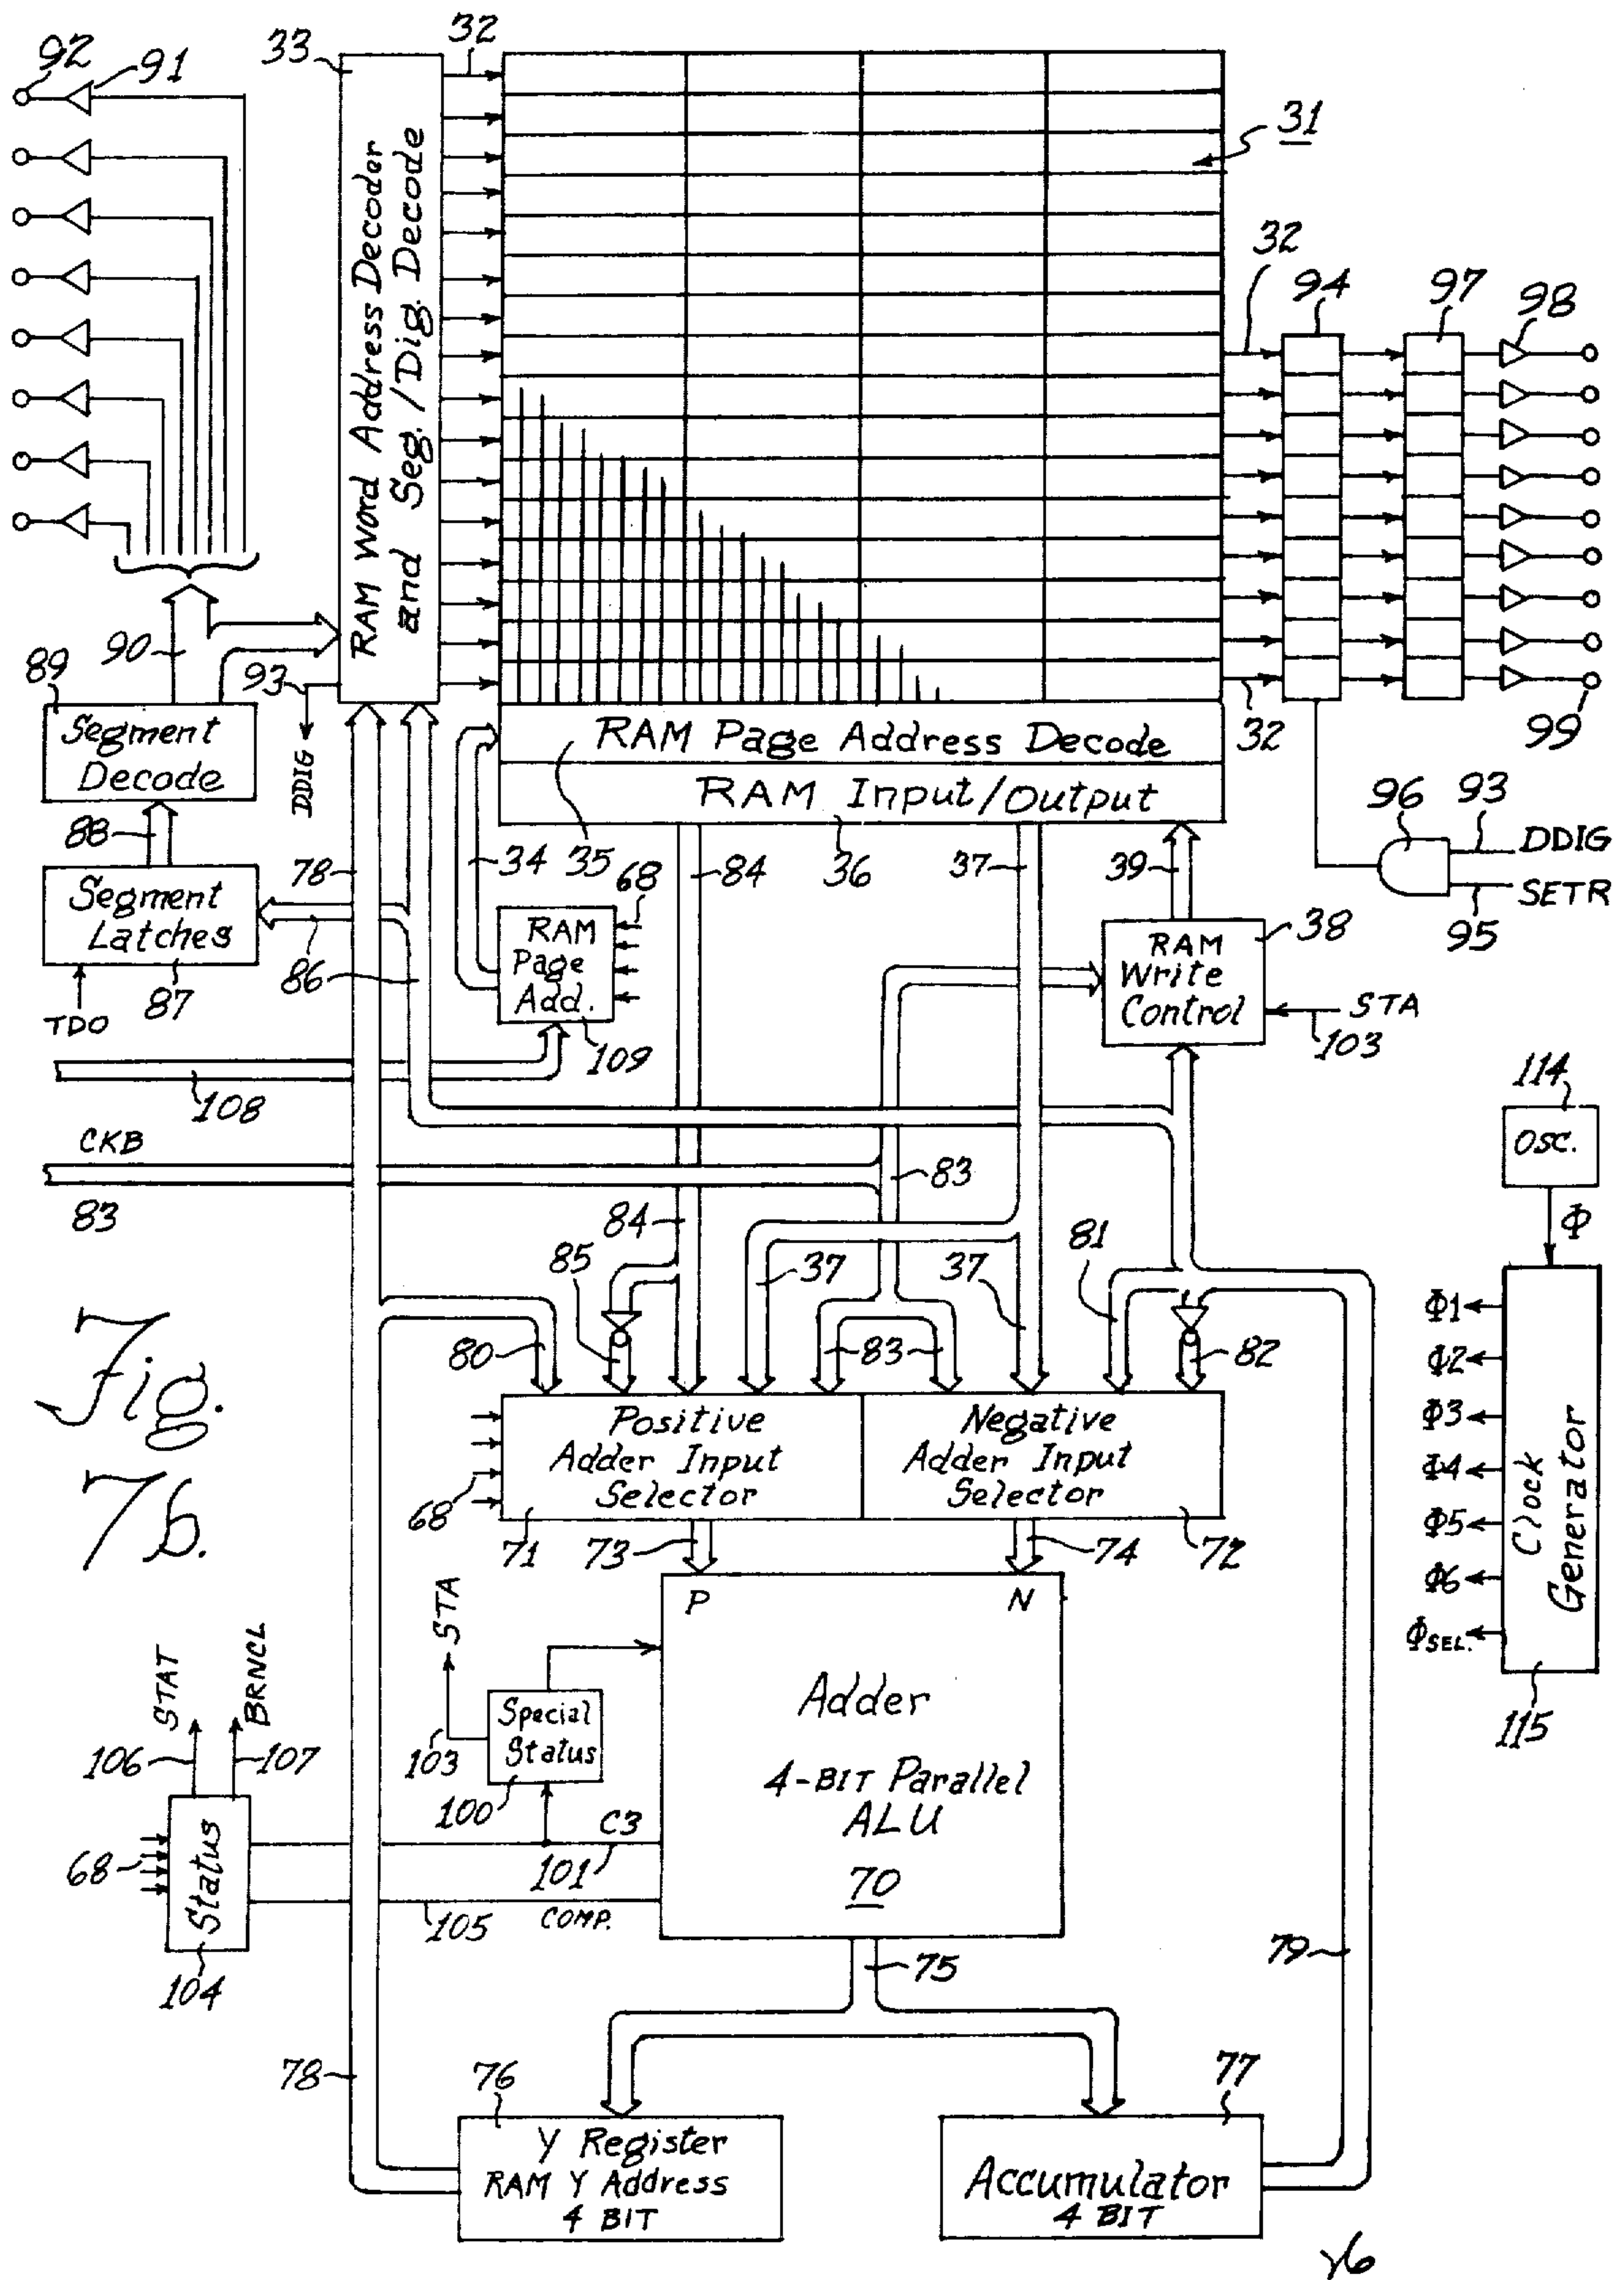 92
91
33
32
31
RAM Word Address Decoder
and Seg./Dig. Decode
32
94
97
98
89
90
93
DDIG
Segment
Decode
88
RAM Page Address Decode
RAM Input/Output
32
99
96
93
DDIG
SETR
95
78
34
35
84
36
37
39
68
Segment
Latches
86
87
TDO
RAM
Page
Add.
109
38
RAM
Write
Control
STA
103
108
CKB
83
83
84
85
37
37
81
82
80
83
114
Osc.
Φ
Φ1
Φ2
Φ3
Φ4
Φ5
Φ6
ΦSEL.
Clock
Generator
115
Fig.
7b.
Positive
Adder Input
Selector
Negative
Adder Input
Selector
68
71
73
74
72
P
N
STA
103
Special
Status
100
Adder
4-BIT Parallel
ALU
70
STAT
BRNCL
106
107
C3
101
68
Status
104
105
COMP.
75
79
78
76
77
Y Register
RAM Y Address
4 BIT
Accumulator
4 BIT